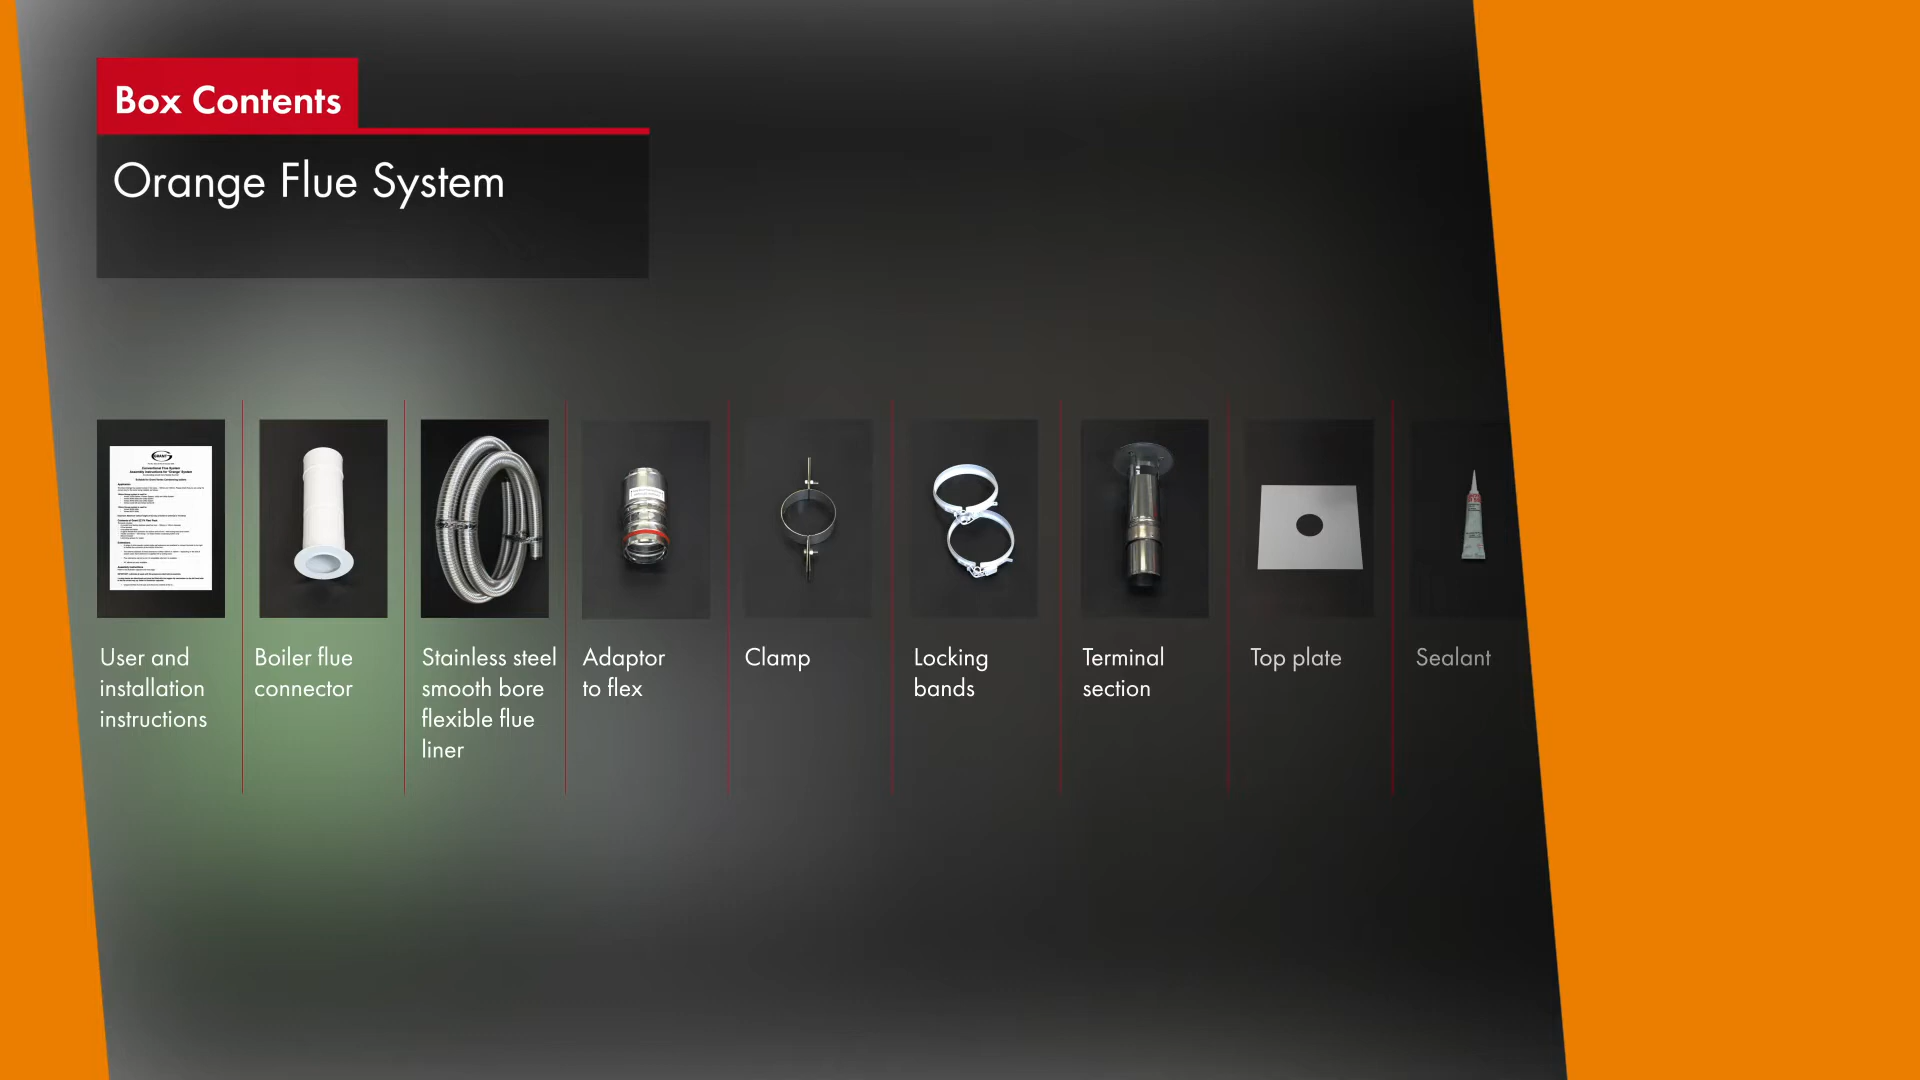 Box Contents
Orange Flue System
GRANT
User and
installation
instructions
Boiler flue
connector
Stainless steel
smooth bore
flexible flue
liner
Adaptor
to flex
Clamp
Locking
bands
Terminal
section
Top plate
Sealant